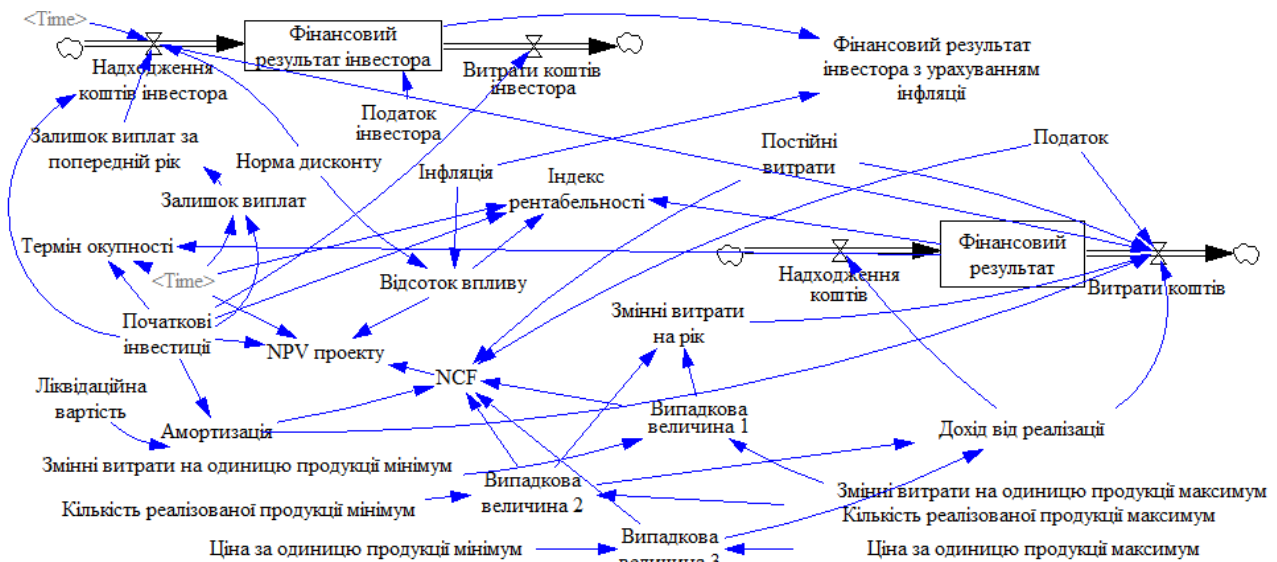 <Time>
Фінансовий
результат інвестора
Надходження
коштів інвестора
Витрати коштів
інвестора
Фінансовий результат
інвестора з урахуванням
інфляції
Податок
інвестора
Залишок виплат за
попередній рік
Норма дисконту
Інфляція
Індекс
рентабельності
Постійні
витрати
Податок
Залишок виплат
Термін окупності
<Time>
Відсоток впливу
Надходження
коштів
Фінансовий
результат
Витрати коштів
Початкові
інвестиції
NPV проекту
Змінні витрати
на рік
NCF
Ліквідаційна
вартість
Амортизація
Випадкова
величина 1
Дохід від реалізації
Змінні витрати на одиницю продукції мінімум
Випадкова
величина 2
Змінні витрати на одиницю продукції максимум
Кількість реалізованої продукції мінімум
Кількість реалізованої продукції максимум
Ціна за одиницю продукції мінімум
Випадкова
величина 3
Ціна за одиницю продукції максимум